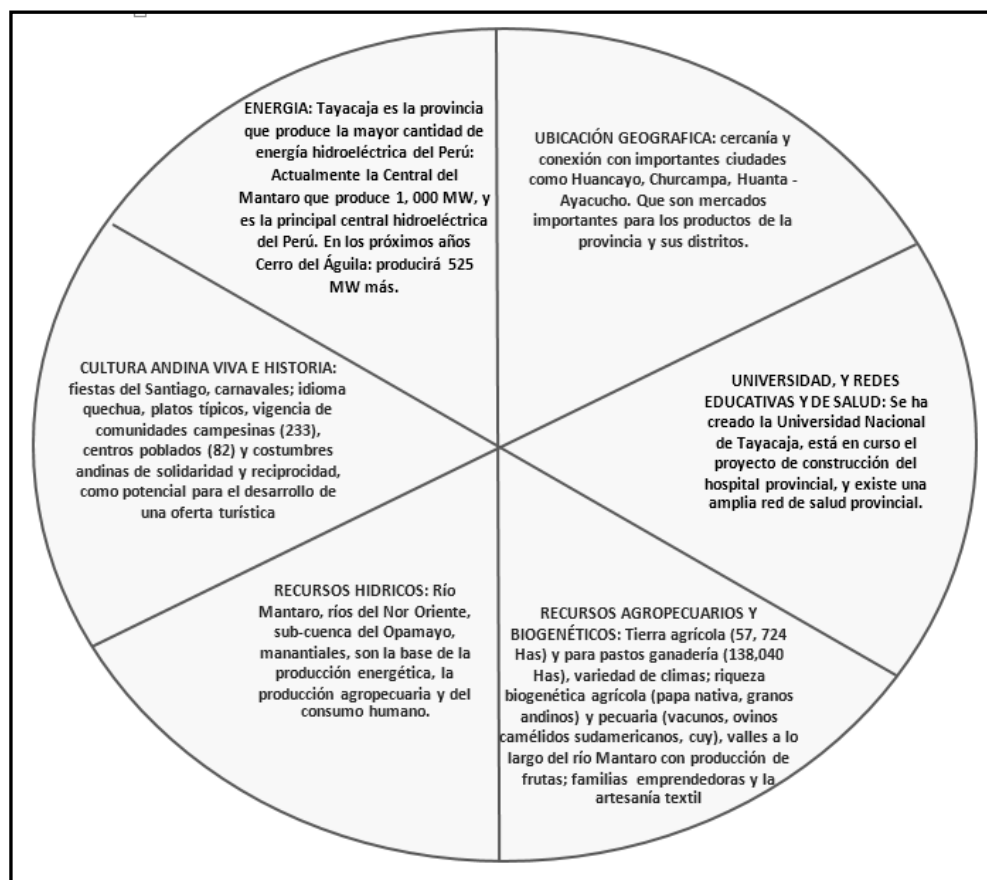 ENERGIA: Tayacaja es la provincia
que produce la mayor cantidad de
energía hidroeléctrica del Perú:
Actualmente la Central del
Mantaro que produce 1, 000 MW, y
es la principal central hidroeléctrica
del Perú. En los próximos años
Cerro del Águila: producirá 525
MW más.
UBICACIÓN GEOGRAFICA: cercanía y
conexión con importantes ciudades
como Huancayo, Churcampa, Huanta -
Ayacucho. Que son mercados
importantes para los productos de la
provincia y sus distritos.
CULTURA ANDINA VIVA E HISTORIA:
fiestas del Santiago, carnavales; idioma
quechua, platos típicos, vigencia de
comunidades campesinas (233),
centros poblados (82) y costumbres
andinas de solidaridad y reciprocidad,
como potencial para el desarrollo de
una oferta turística
UNIVERSIDAD, Y REDES
EDUCATIVAS Y DE SALUD: Se ha
creado la Universidad Nacional
de Tayacaja, está en curso el
proyecto de construcción del
hospital provincial, y existe una
amplia red de salud provincial.
RECURSOS HIDRICOS: Río
Mantaro, ríos del Nor Oriente,
sub-cuenca del Opamayo,
manantiales, son la base de la
producción energética, la
producción agropecuaria y del
consumo humano.
RECURSOS AGROPECUARIOS Y
BIOGENÉTICOS: Tierra agrícola (57, 724
Has) y para pastos ganadería (138,040
Has), variedad de climas; riqueza
biogenética agrícola (papa nativa, granos
andinos) y pecuaria (vacunos, ovinos
camélidos sudamericanos, cuy), valles a lo
largo del río Mantaro con producción de
frutas; familias emprendedoras y la
artesanía textil